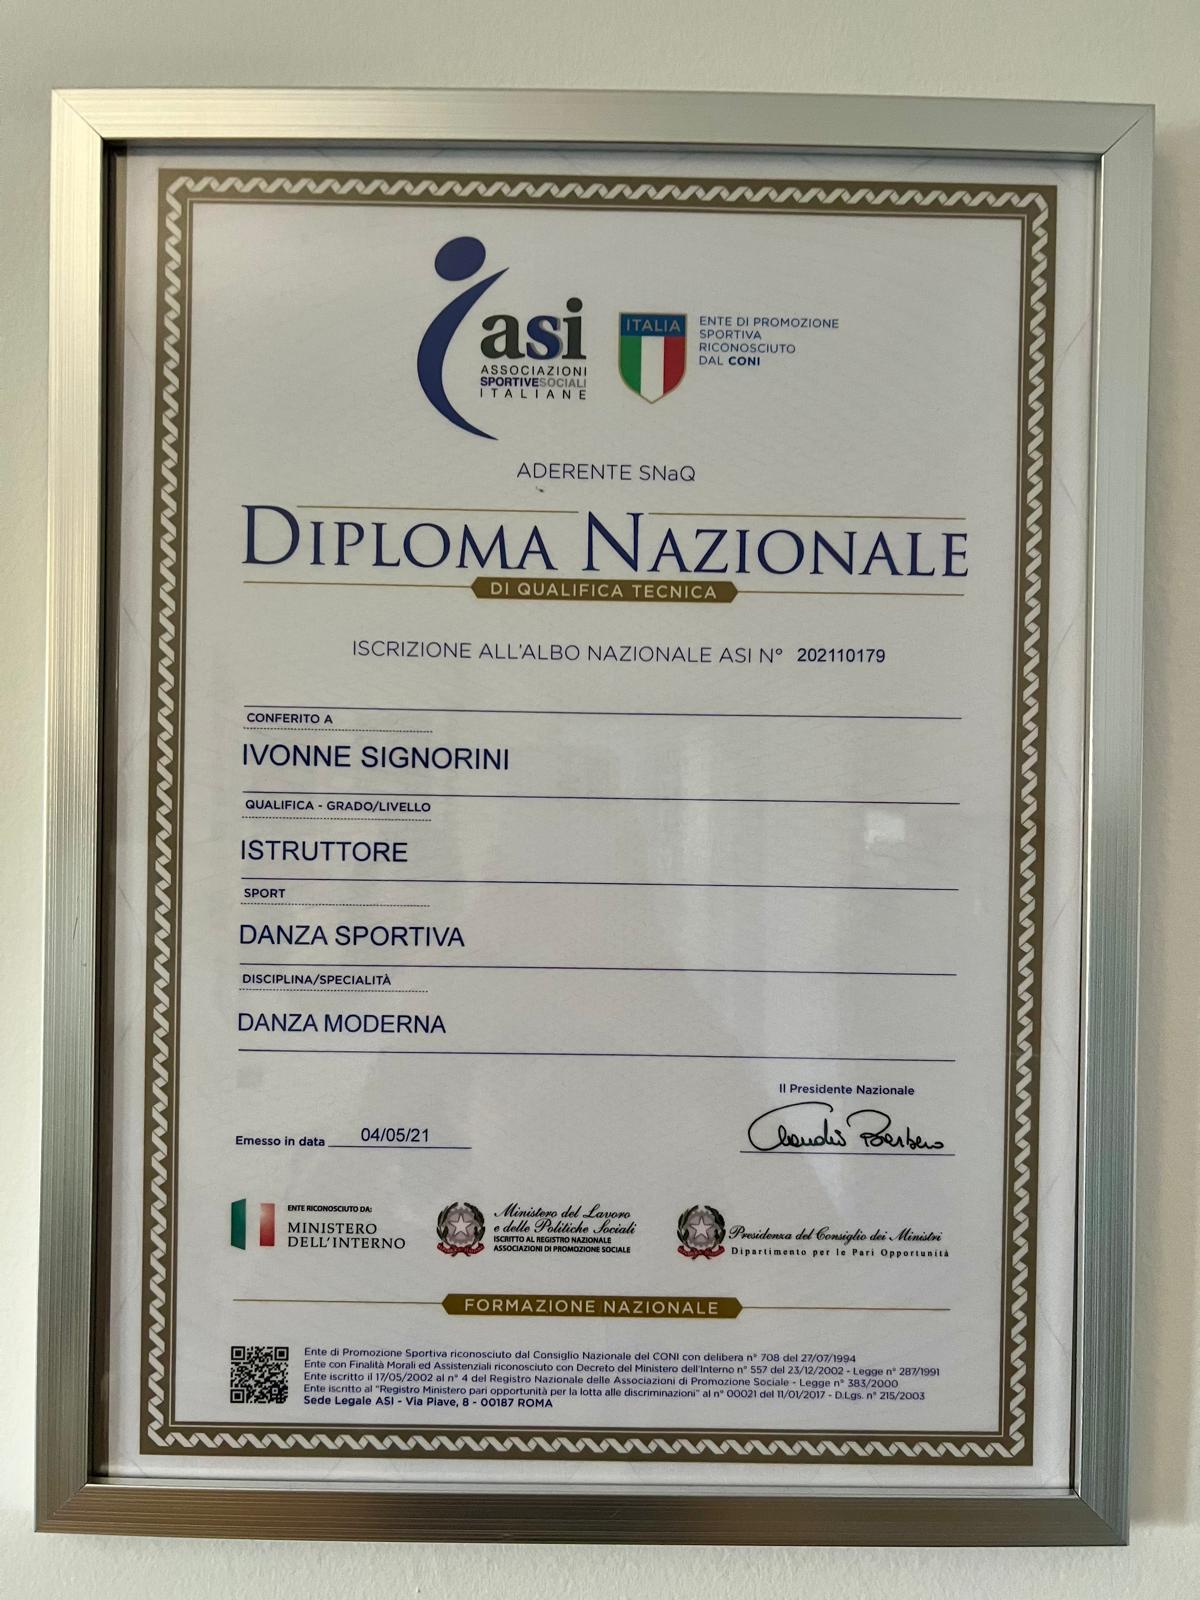 asi
ASSOCIAZIONI
SPORTIVESOCIALI
ITALIANE
ITALIA
ENTE DI PROMOZIONE
SPORTIVA
RICONOSCIUTO
DAL CONI
ADERENTE SNaQ
DIPLOMA NAZIONALE
DI QUALIFICA TECNICA
ISCRIZIONE ALL'ALBO NAZIONALE ASI N° 202110179
CONFERITO A
IVONNE SIGNORINI
QUALIFICA - GRADO/LIVELLO
ISTRUTTORE
SPORT
DANZA SPORTIVA
DISCIPLINA/SPECIALITÀ
DANZA MODERNA
Il Presidente Nazionale
Claudio Barbaro
Emesso in data 04/05/21
ENTE RICONOSCIUTO DA:
MINISTERO
DELL'INTERNO
Ministero del Lavoro
e delle Politiche Sociali
ISCRITTO AL REGISTRO NAZIONALE
ASSOCIAZIONI DI PROMOZIONE SOCIALE
Presidenza del Consiglio dei Ministri
Dipartimento per le Pari Opportunità
FORMAZIONE NAZIONALE
Ente di Promozione Sportiva riconosciuto dal Consiglio Nazionale del CONI con delibera n° 708 del 27/07/1994
Ente con Finalità Morali ed Assistenziali riconosciuto con Decreto del Ministero dell'Interno n° 557 del 23/12/2002 - Legge n° 287/1991
Ente iscritto il 17/05/2002 al n° 4 del Registro Nazionale delle Associazioni di Promozione Sociale - Legge n° 383/2000
Ente iscritto al "Registro Ministero pari opportunità per la lotta alle discriminazioni" al n° 00021 del 11/01/2017 - D.Lgs. n° 215/2003
Sede Legale ASI - Via Piave, 8 - 00187 ROMA